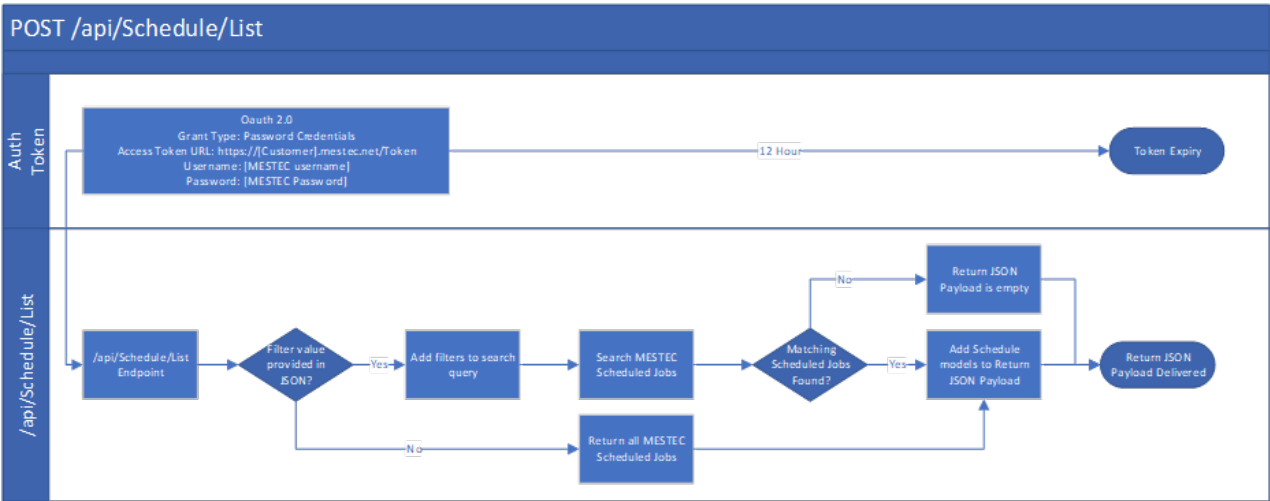 POST /api/Schedule/List
Auth
Token
Oauth 2.0
Grant Type: Password Credentials
Access Token URL: https://[Customer].mestec.net/Token
Username: [MESTEC username]
Password: [MESTEC Password]
12 Hour
Token Expiry
/api/Schedule/List
/api/Schedule/List
Endpoint
Filter value
provided in
JSON?
Yes
Add filters to search
query
Search MESTEC
Scheduled Jobs
Matching
Scheduled Jobs
Found?
No
Return JSON
Payload is empty
Yes
Add Schedule
models to Return
JSON Payload
Return JSON
Payload Delivered
No
Return all MESTEC
Scheduled Jobs